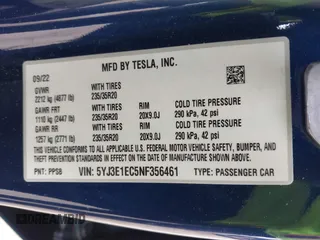 MFD BY TESLA, INC.
09/22
GVWR
2212 kg (4877 lb)
WITH TIRES
235/35R20
RIM
20X9.0J
COLD TIRE PRESSURE
290 kPa, 42 psi
GAWR FRT
1110 kg (2447 lb)
WITH TIRES
235/35R20
RIM
20X9.0J
COLD TIRE PRESSURE
290 kPa, 42 psi
GAWR RR
1257 kg (2771 lb)
THIS VEHICLE CONFORMS TO ALL APPLICABLE FEDERAL MOTOR VEHICLE SAFETY, BUMPER, AND
THEFT PREVENTION STANDARDS IN EFFECT ON THE DATE OF MANUFACTURE SHOWN ABOVE.
PNT: PPSB
VIN: 5YJ3E1EC5NF356461
TYPE: PASSENGER CAR